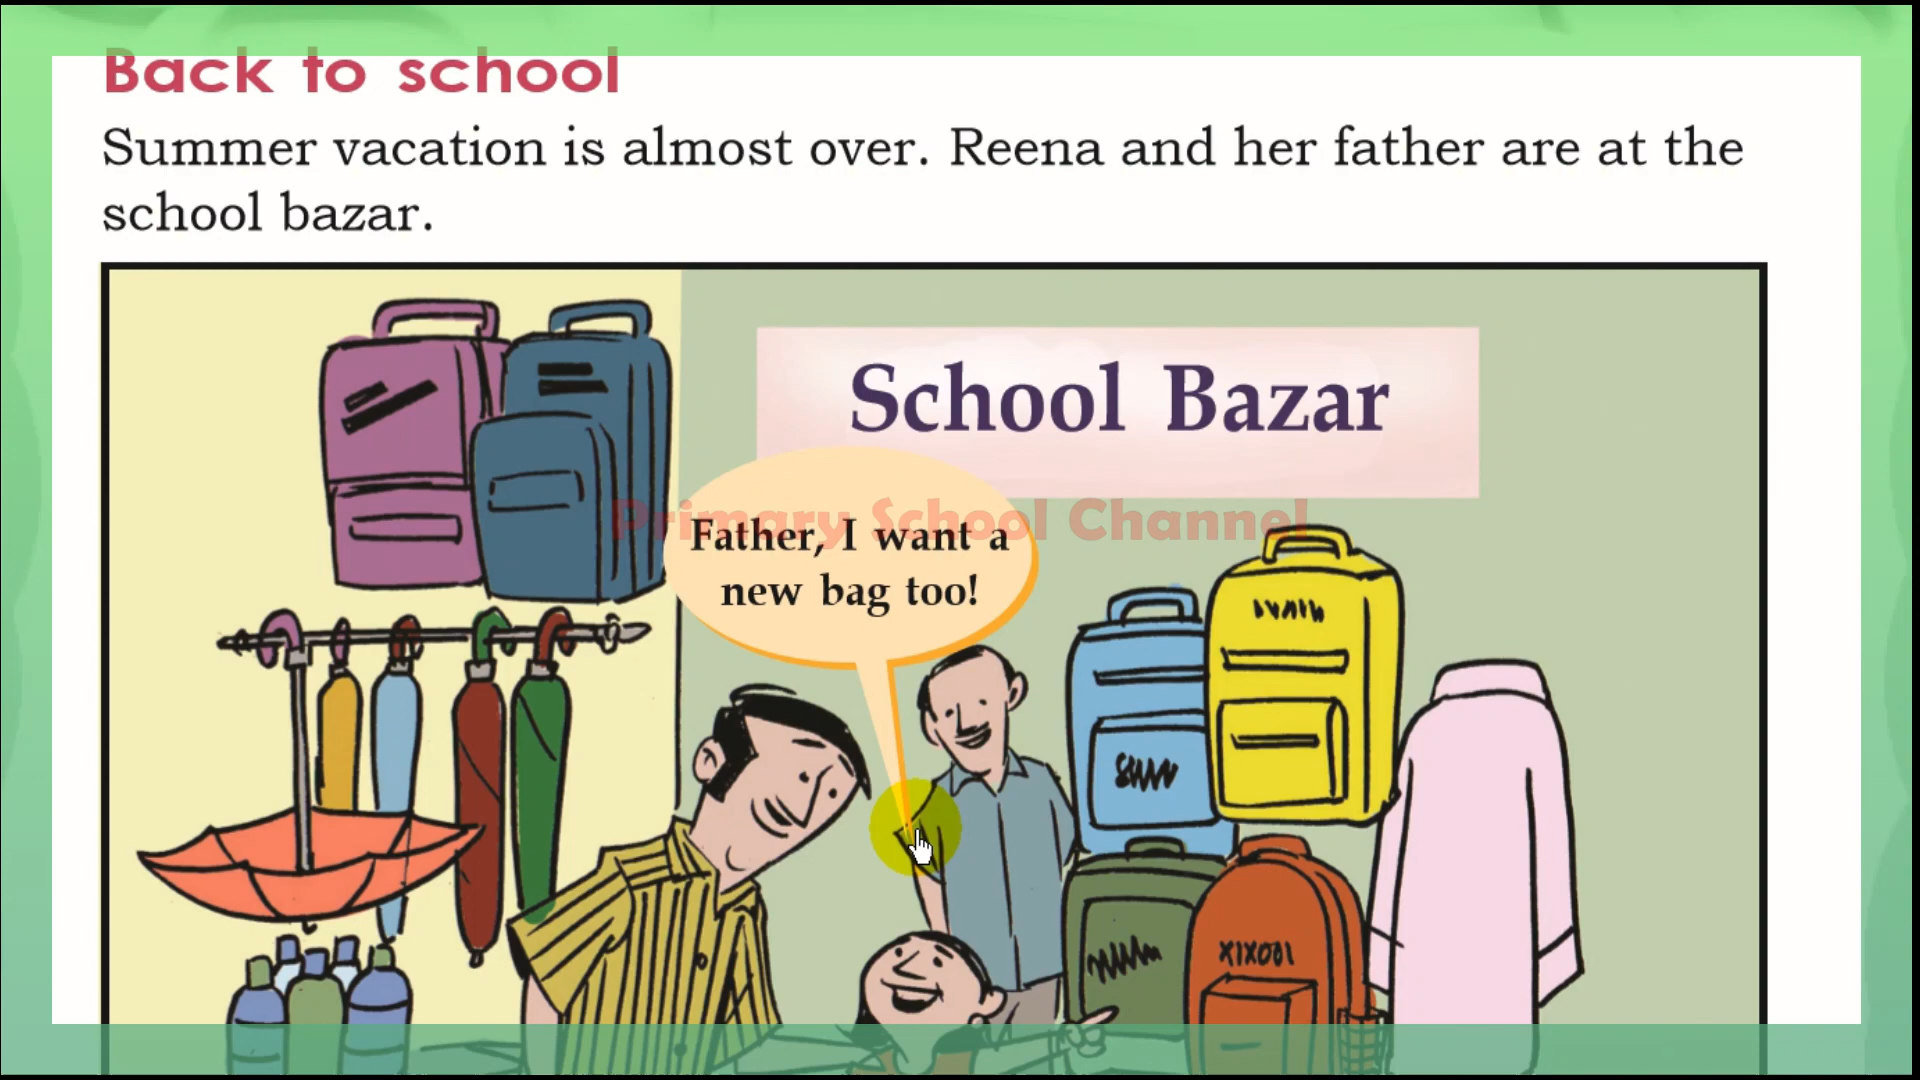 Back to school
Summer vacation is almost over. Reena and her father are at the
school bazar.
School Bazar
Primary School Channel
Father, I want a
new bag too!